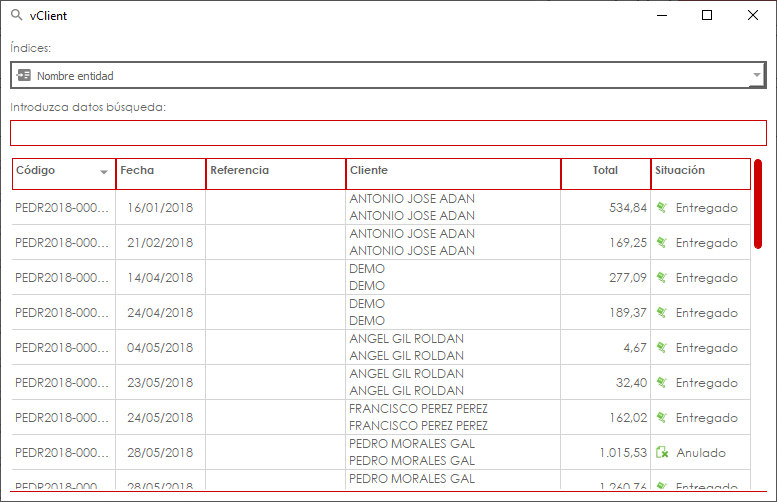 vClient
Índices:
Nombre entidad
Introduzca datos búsqueda:
Código Fecha Referencia Cliente Total Situación
PEDR2018-000... 16/01/2018 ANTONIO JOSE ADAN 534,84 Entregado
ANTONIO JOSE ADAN
PEDR2018-000... 21/02/2018 ANTONIO JOSE ADAN 169,25 Entregado
ANTONIO JOSE ADAN
PEDR2018-000... 14/04/2018 DEMO 277,09 Entregado
DEMO
PEDR2018-000... 24/04/2018 DEMO 189,37 Entregado
DEMO
PEDR2018-000... 04/05/2018 ANGEL GIL ROLDAN 4,67 Entregado
ANGEL GIL ROLDAN
PEDR2018-000... 23/05/2018 ANGEL GIL ROLDAN 32,40 Entregado
ANGEL GIL ROLDAN
PEDR2018-000... 24/05/2018 FRANCISCO PEREZ PEREZ 162,02 Entregado
FRANCISCO PEREZ PEREZ
PEDR2018-000... 28/05/2018 PEDRO MORALES GAL 1.015,53 Anulado
PEDRO MORALES GAL
PEDR2018-000... 28/05/2018 PEDRO MORALES GAL 1.260,76 Entregado